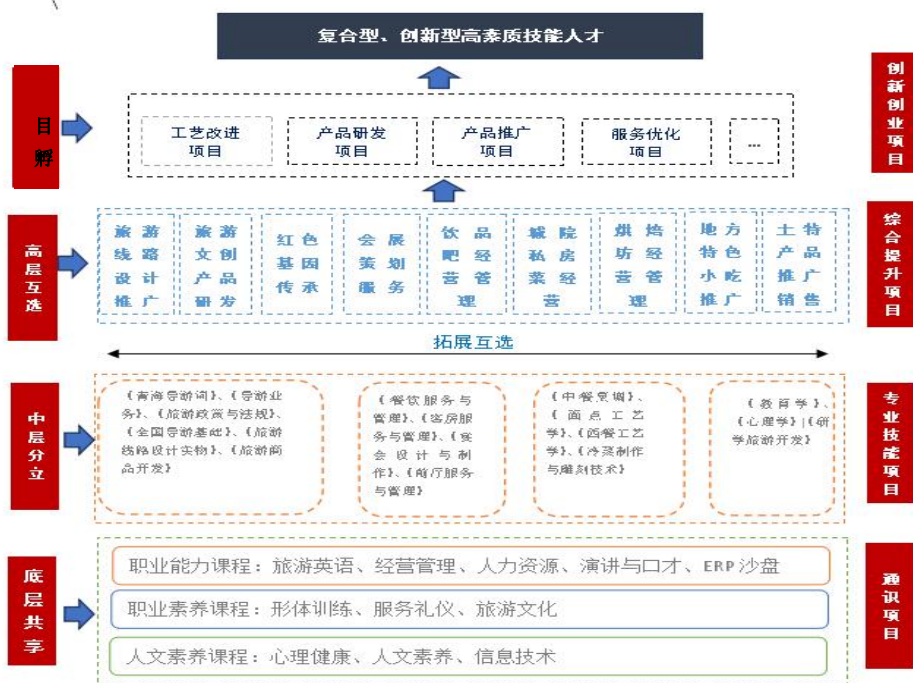 复合型、创新型高素质技能人才
目
孵
工艺改进
项目
产品研发
项目
产品推广
项目
服务优化
项目
...
创新创业项目
高层互选
旅游
线路
设计
推广
旅游
文创
产品
研发
红色
基因
传承
会展
策划
服务
饮品
吧经
营管
理
院
私房
菜经
营
烘焙
坊经
营管
理
地方
特色
小吃
推广
土特
产品
推广
销售
综合提升项目
拓展互选
中层分立
《青海导游词》、《导游业
务》、《旅游政策与法规》、
《全国导游基础》、《旅游
线路设计实物》、《旅游商
品开发》
《餐饮服务与
管理》、《客房服
务与管理》、《宴
会设计与制
作》、《前厅服务
与管理》
《中餐烹调》、
《面点工艺
学》、《西餐工艺
学》、《冷菜制作
与雕刻技术》
《教育学》、
《心理学》|《研
学旅游开发》
专业技能项目
底层共享
职业能力课程：旅游英语、经营管理、人力资源、演讲与口才、ERP 沙盘
职业素养课程：形体训练、服务礼仪、旅游文化
人文素养课程：心理健康、人文素养、信息技术
通识项目